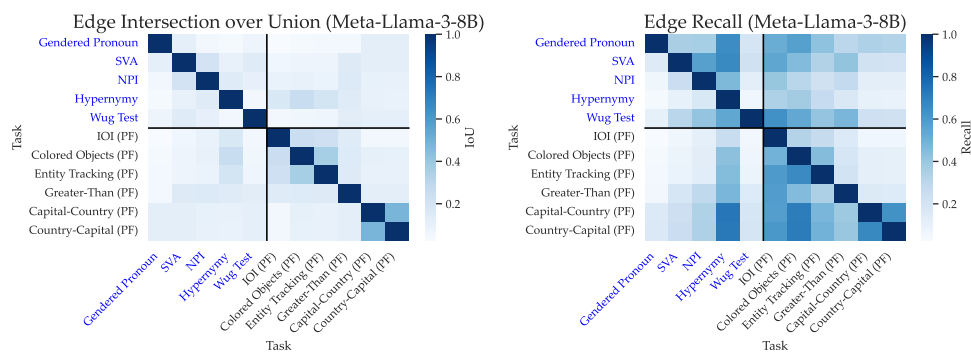 Edge Intersection over Union (Meta-Llama-3-8B)
Gendered Pronoun
SVA
NPI
Hypernymy
Wug Test
IOI (PF)
Colored Objects (PF)
Entity Tracking (PF)
Greater-Than (PF)
Capital-Country (PF)
Country-Capital (PF)
Task
Gendered Pronoun
SVA
NPI
Hypernymy
Wug Test
IOI (PF)
Colored Objects (PF)
Entity Tracking (PF)
Greater-Than (PF)
Capital-Country (PF)
Country-Capital (PF)
Task
1.0
0.8
0.6
0.4
0.2
IoU
Edge Recall (Meta-Llama-3-8B)
Gendered Pronoun
SVA
NPI
Hypernymy
Wug Test
IOI (PF)
Colored Objects (PF)
Entity Tracking (PF)
Greater-Than (PF)
Capital-Country (PF)
Country-Capital (PF)
Task
Gendered Pronoun
SVA
NPI
Hypernymy
Wug Test
IOI (PF)
Colored Objects (PF)
Entity Tracking (PF)
Greater-Than (PF)
Capital-Country (PF)
Country-Capital (PF)
Task
1.0
0.8
0.6
0.4
0.2
Recall